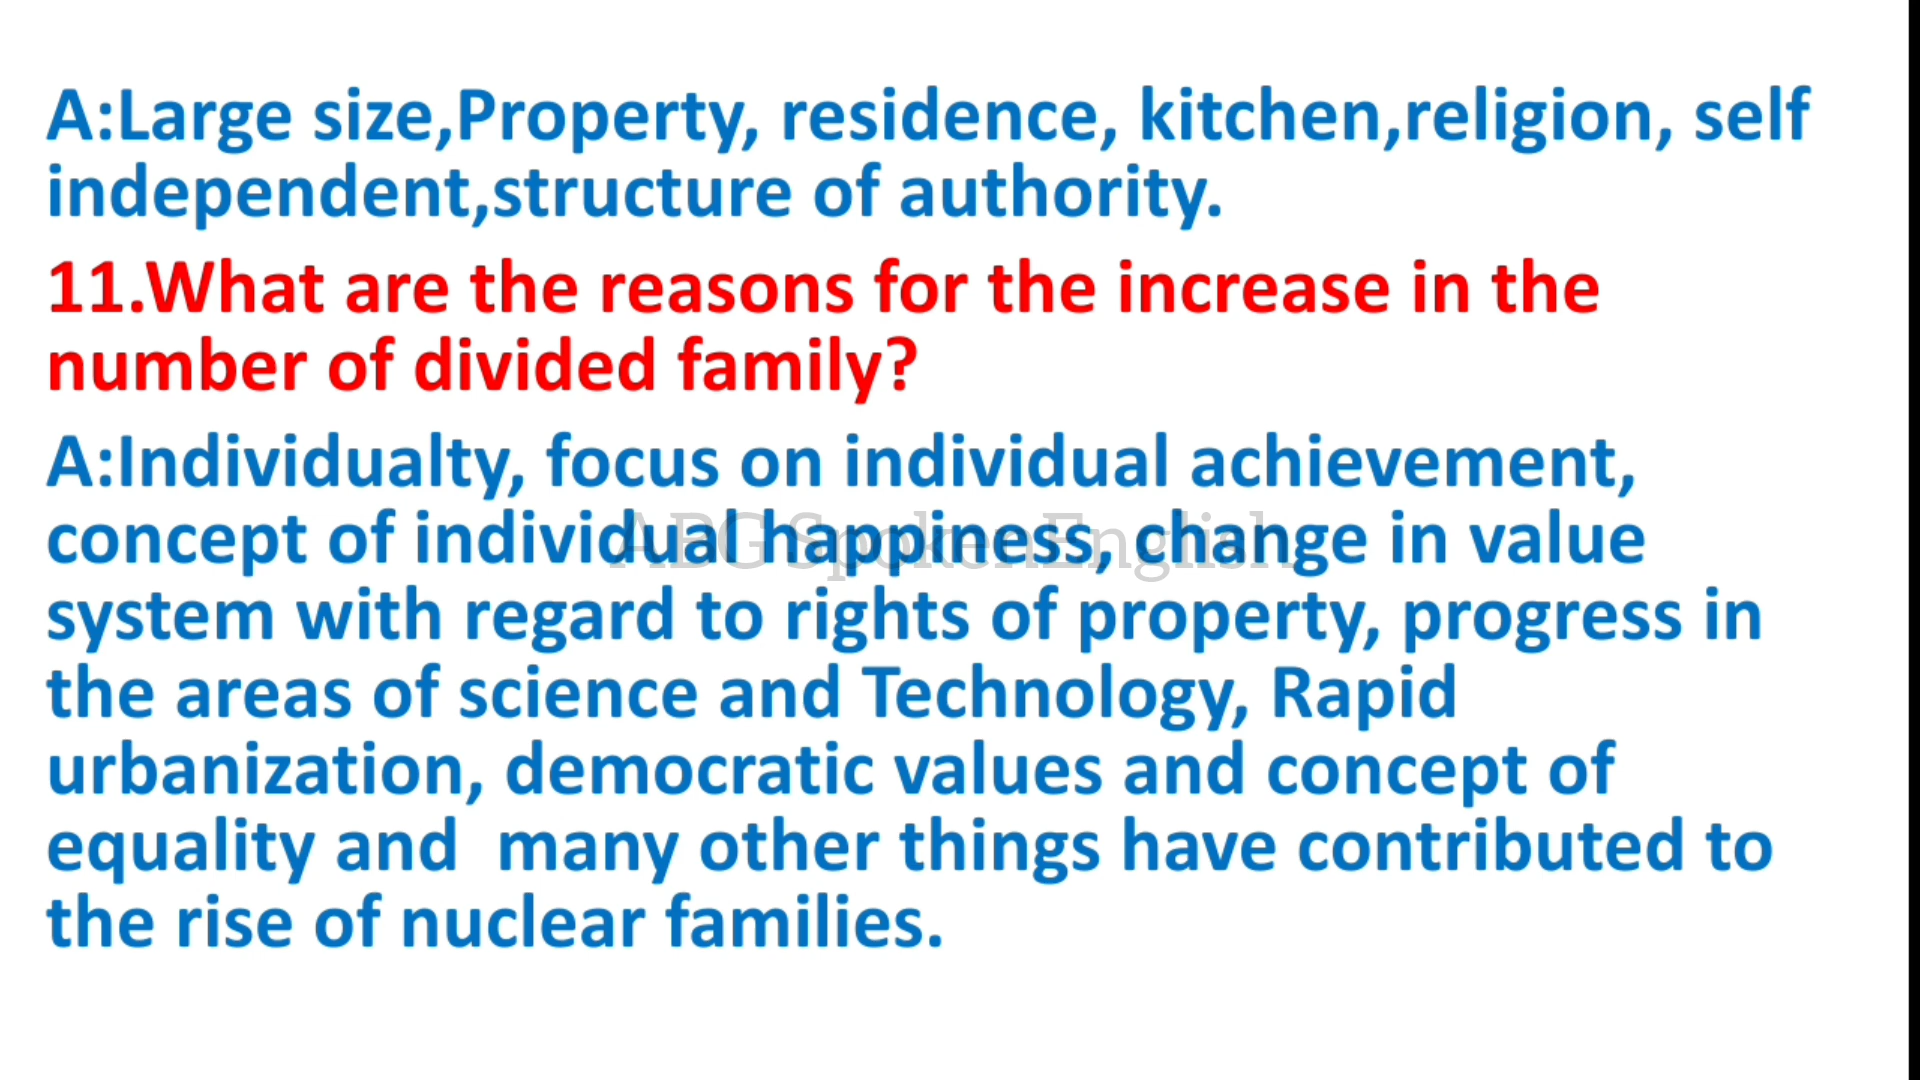 A:Large size,Property, residence, kitchen,religion, self
independent,structure of authority.
11.What are the reasons for the increase in the
number of divided family?
A:Individualty, focus on individual achievement,
concept of individual happiness, change in value
ABG SpokenEnglish
system with regard to rights of property, progress in
the areas of science and Technology, Rapid
urbanization, democratic values and concept of
equality and  many other things have contributed to
the rise of nuclear families.